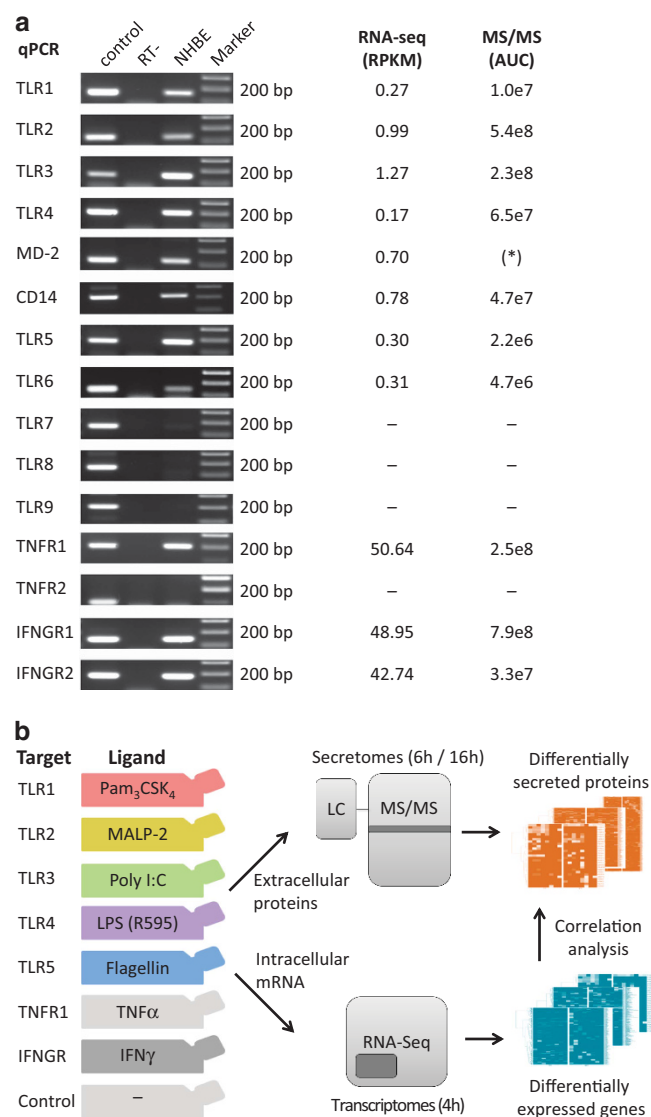 a
qPCR control RT- NHBE Marker RNA-seq (RPKM) MS/MS (AUC)
TLR1 200 bp 0.27 1.0e7
TLR2 200 bp 0.99 5.4e8
TLR3 200 bp 1.27 2.3e8
TLR4 200 bp 0.17 6.5e7
MD-2 200 bp 0.70 (*)
CD14 200 bp 0.78 4.7e7
TLR5 200 bp 0.30 2.2e6
TLR6 200 bp 0.31 4.7e6
TLR7 200 bp – –
TLR8 200 bp – –
TLR9 200 bp – –
TNFR1 200 bp 50.64 2.5e8
TNFR2 200 bp – –
IFNGR1 200 bp 48.95 7.9e8
IFNGR2 200 bp 42.74 3.3e7
b
Target Ligand
TLR1 Pam₃CSK₄
TLR2 MALP-2
TLR3 Poly I:C
TLR4 LPS (R595)
TLR5 Flagellin
TNFR1 TNFα
IFNGR IFNγ
Control –
Extracellular
proteins
Intracellular
mRNA
Secretomes (6h / 16h)
LC MS/MS
RNA-Seq
Transcriptomes (4h)
Differentially
secreted proteins
Correlation
analysis
Differentially
expressed genes